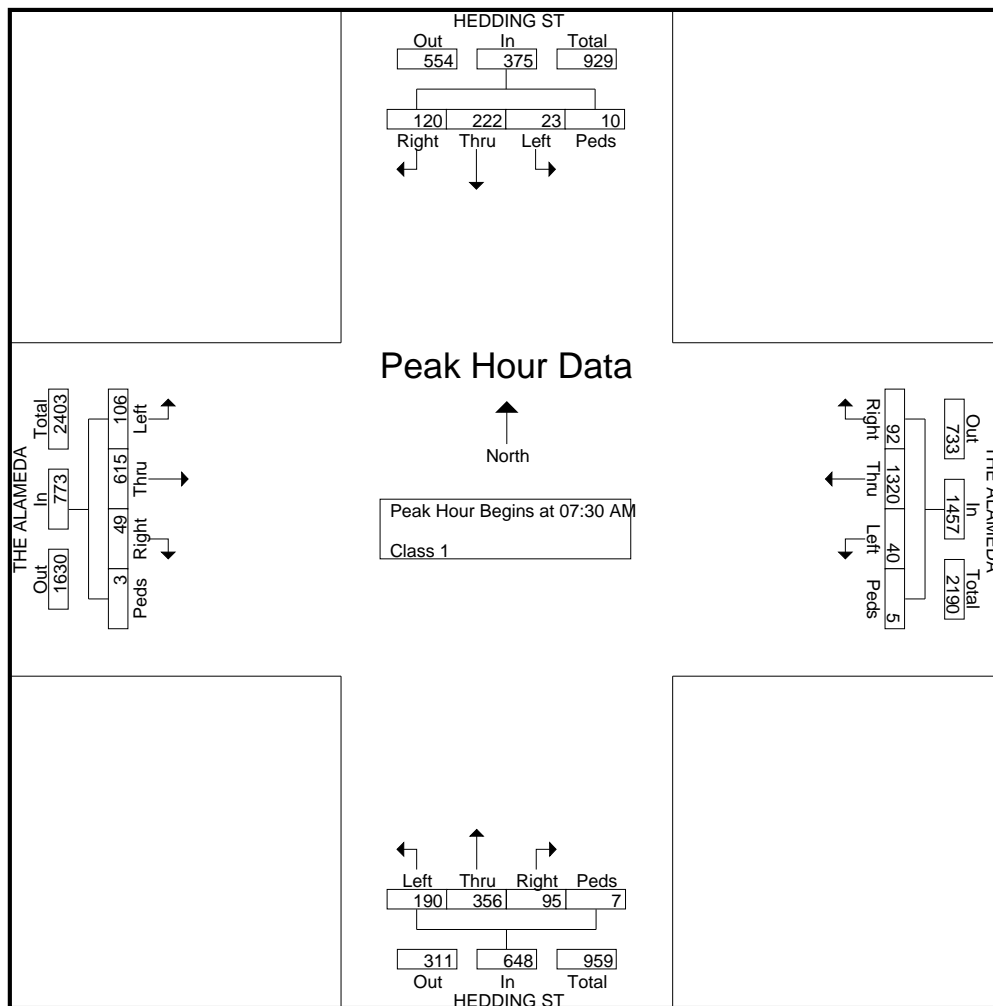 HEDDING ST
Out In Total
554 375 929
120 222 23 10
Right Thru Left Peds
Peak Hour Data
North
Peak Hour Begins at 07:30 AM
Class 1
THE ALAMEDA
Total In Out
2403 773 1630
106 615 49 3
Left Thru Right Peds
THE ALAMEDA
Out In Total
733 1457 2190
92 1320 40 5
Right Thru Left Peds
Left Thru Right Peds
190 356 95 7
311 648 959
Out In Total
HEDDING ST